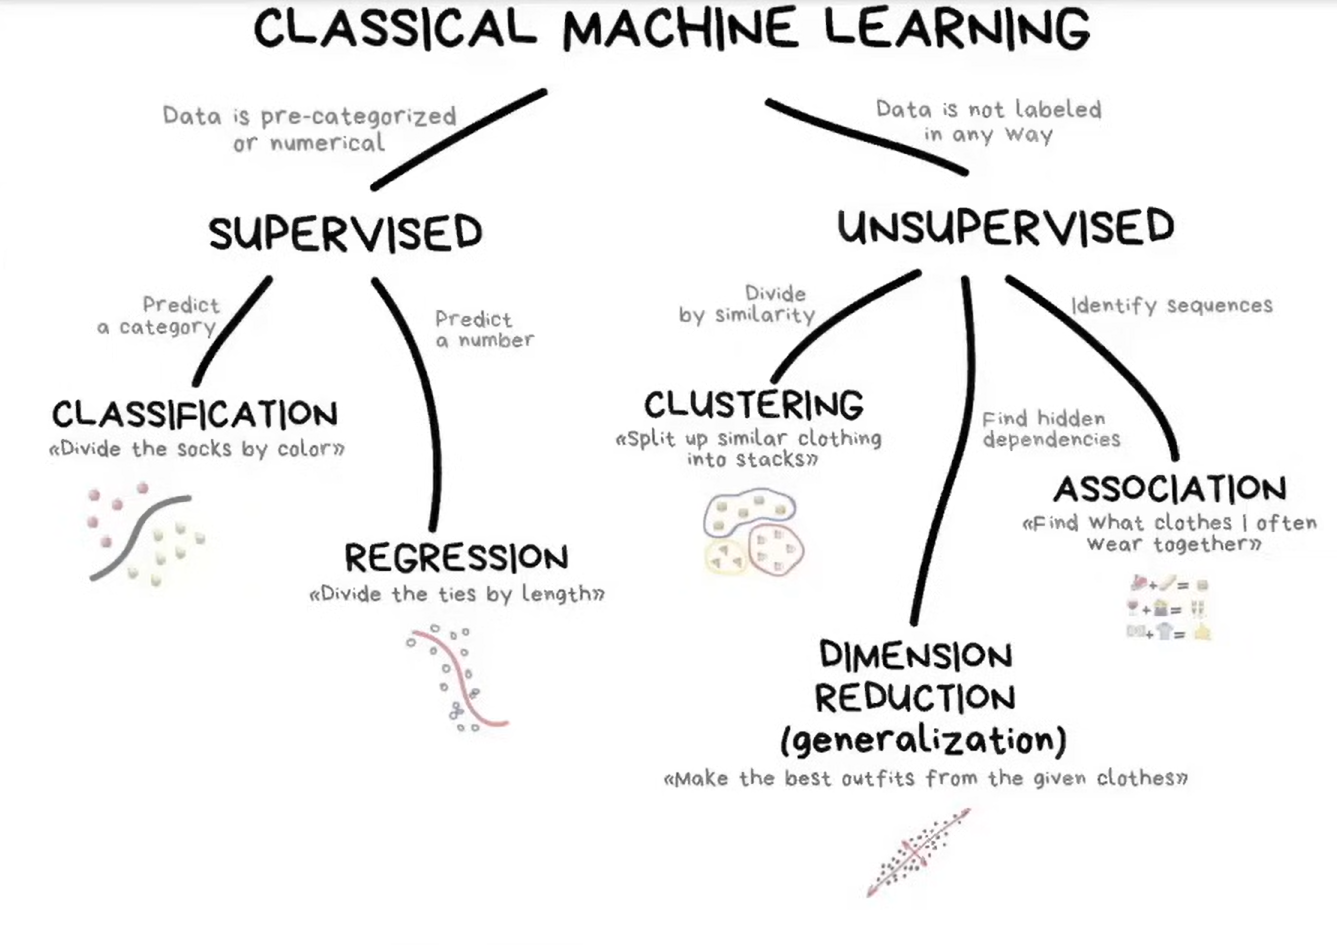 CLASSICAL MACHINE LEARNING
Data is pre-categorized
or numerical
Data is not labeled
in any way
SUPERVISED
UNSUPERVISED
Predict
a category
Predict
a number
Divide
by similarity
Identify sequences
CLASSIFICATION
«Divide the socks by color»
CLUSTERING
«Split up similar clothing
into stacks»
Find hidden
dependencies
ASSOCIATION
«Find what clothes I often
wear together»
REGRESSION
«Divide the ties by length»
+ =
+ =
+ =
DIMENSION
REDUCTION
(generalization)
«Make the best outfits from the given clothes»